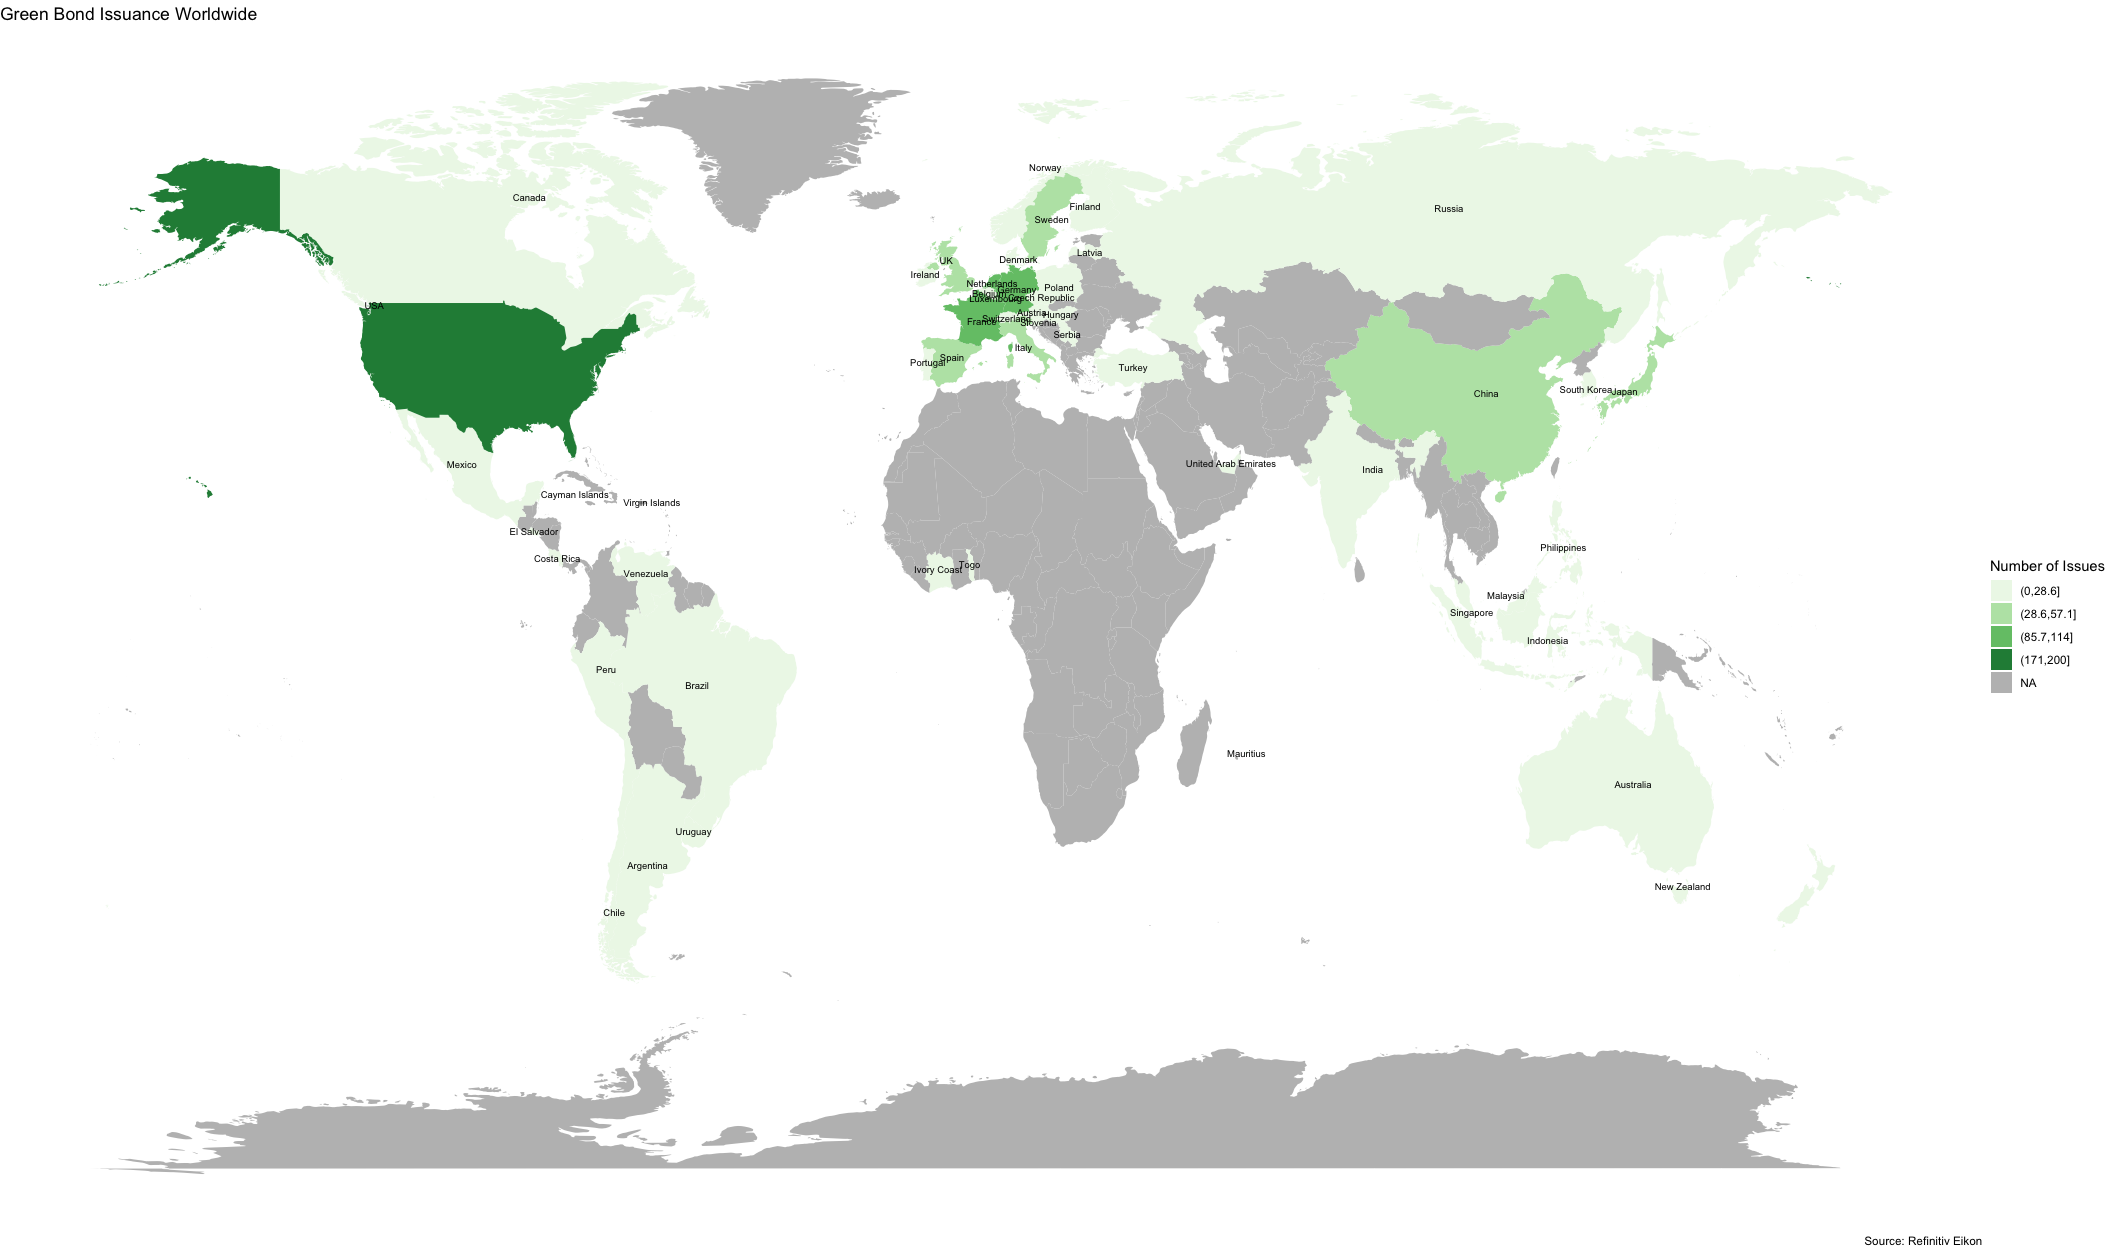 Green Bond Issuance Worldwide
Norway
Canada
Finland
Russia
Sweden
Latvia
Denmark
UK
Ireland
Netherlands
Poland
Germany
Belgium
Czech Republic
Luxembourg
USA
Austria
Hungary
Switzerland
France
Slovenia
Serbia
Italy
Spain
Portugal
Turkey
South Korea
Japan
China
United Arab Emirates
Mexico
India
Cayman Islands
Virgin Islands
El Salvador
Philippines
Costa Rica
Togo
Ivory Coast
Venezuela
Malaysia
Singapore
Indonesia
Peru
Brazil
Mauritius
Australia
Uruguay
Argentina
New Zealand
Chile
Number of Issues
(0,28.6]
(28.6,57.1]
(85.7,114]
(171,200]
NA
Source: Refinitiv Eikon